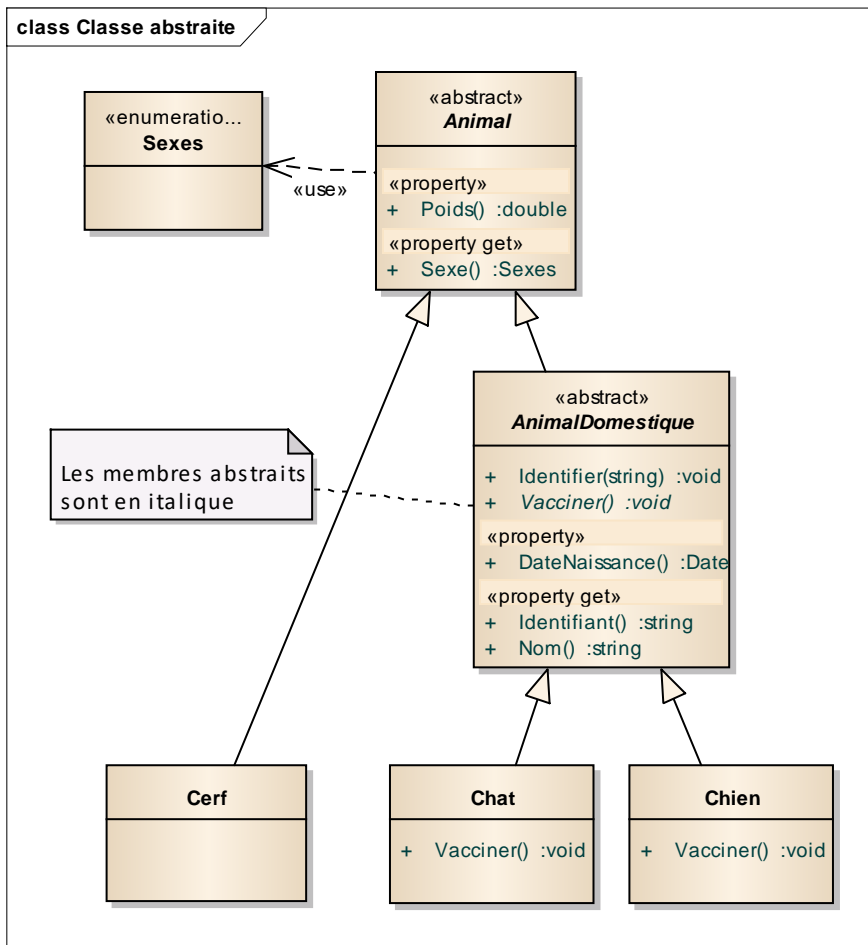 class Classe abstraite
«enumeratio...
Sexes
«use»
«abstract»
Animal
«property»
+ Poids() :double
«property get»
+ Sexe() :Sexes
Les membres abstraits
sont en italique
«abstract»
AnimalDomestique
+ Identifier(string) :void
+ Vacciner() :void
«property»
+ DateNaissance() :Date
«property get»
+ Identifiant() :string
+ Nom() :string
Cerf
Chat
+ Vacciner() :void
Chien
+ Vacciner() :void